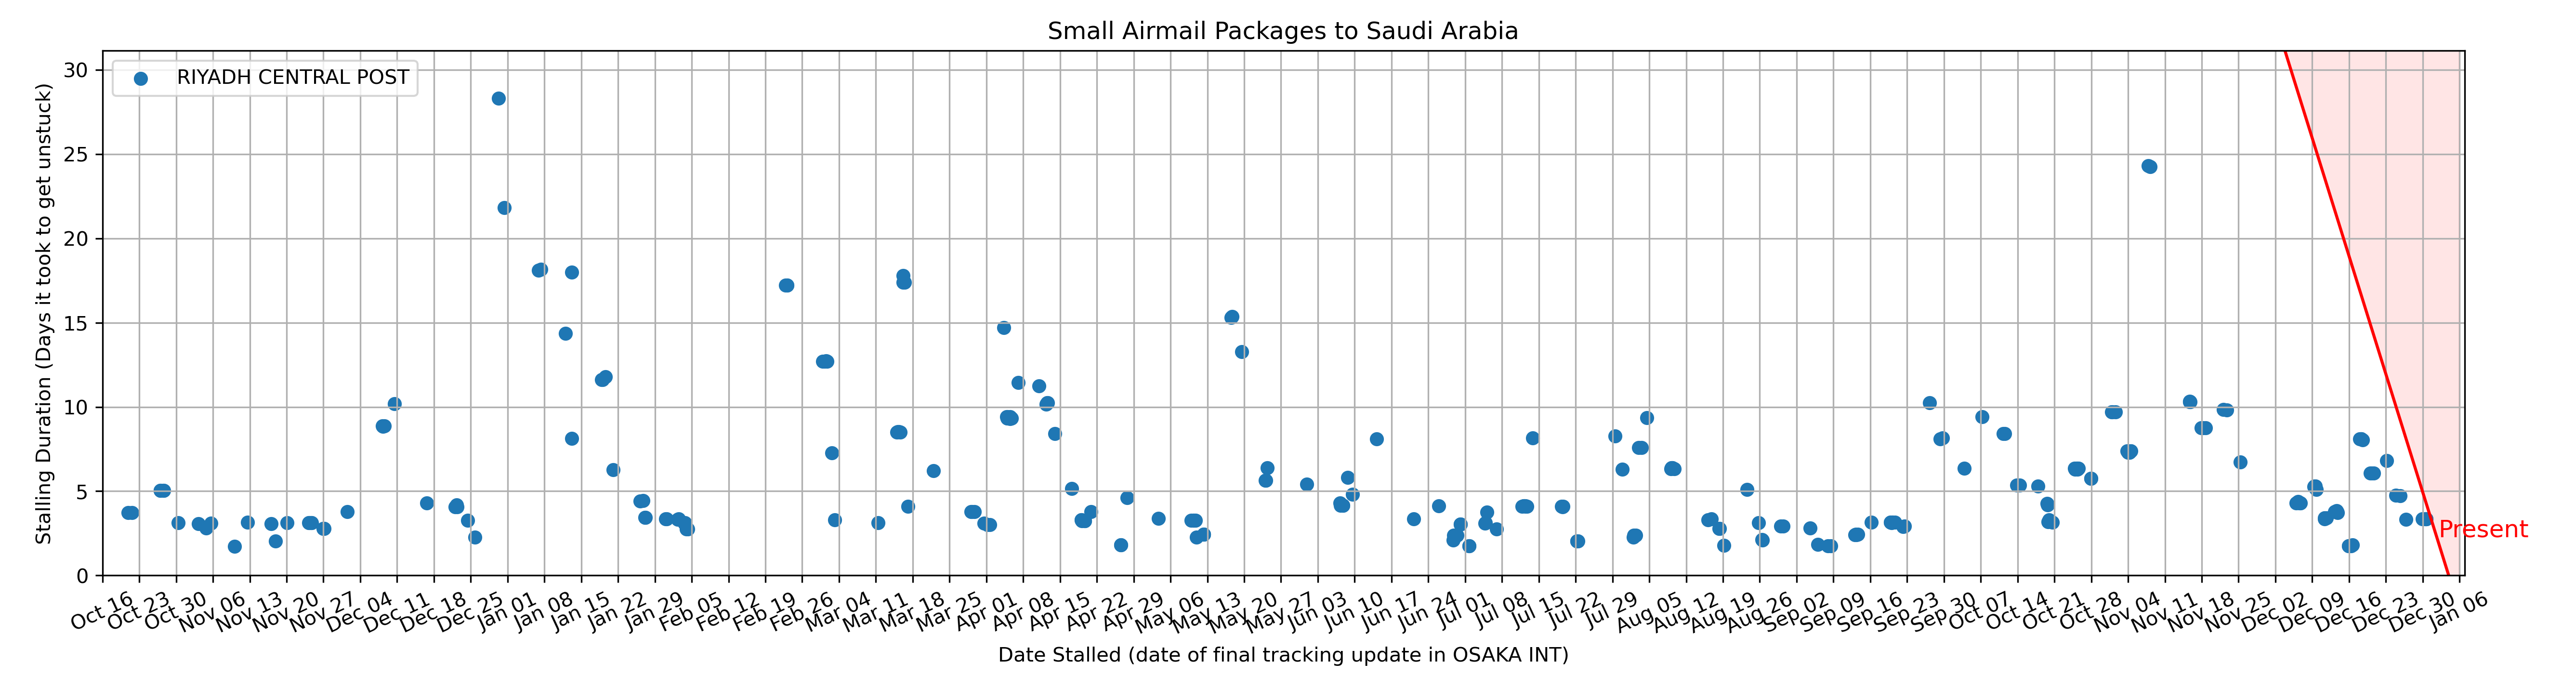 Small Airmail Packages to Saudi Arabia
RIYADH CENTRAL POST
Stalling Duration (Days it took to get unstuck)
30
25
20
15
10
5
0
Present
Oct 16
Oct 23
Oct 30
Nov 06
Nov 13
Nov 20
Nov 27
Dec 04
Dec 11
Dec 18
Dec 25
Jan 01
Jan 08
Jan 15
Jan 22
Jan 29
Feb 05
Feb 12
Feb 19
Feb 26
Mar 04
Mar 11
Mar 18
Mar 25
Apr 01
Apr 08
Apr 15
Apr 22
Apr 29
May 06
May 13
May 20
May 27
Jun 03
Jun 10
Jun 17
Jun 24
Jul 01
Jul 08
Jul 15
Jul 22
Jul 29
Aug 05
Aug 12
Aug 19
Aug 26
Sep 02
Sep 09
Sep 16
Sep 23
Sep 30
Oct 07
Oct 14
Oct 21
Oct 28
Nov 04
Nov 11
Nov 18
Nov 25
Dec 02
Dec 09
Dec 16
Dec 23
Dec 30
Jan 06
Date Stalled (date of final tracking update in OSAKA INT)